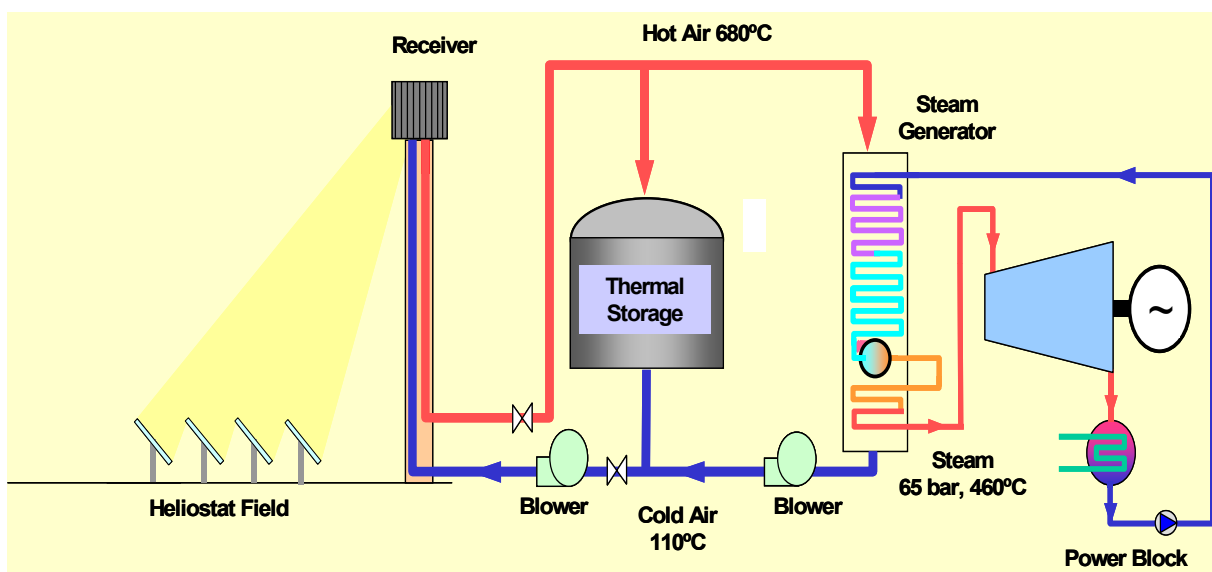 Hot Air 680ºC
Receiver
Steam
Generator
Thermal
Storage
~
Heliostat Field
Blower
Cold Air
110ºC
Blower
Steam
65 bar, 460ºC
Power Block